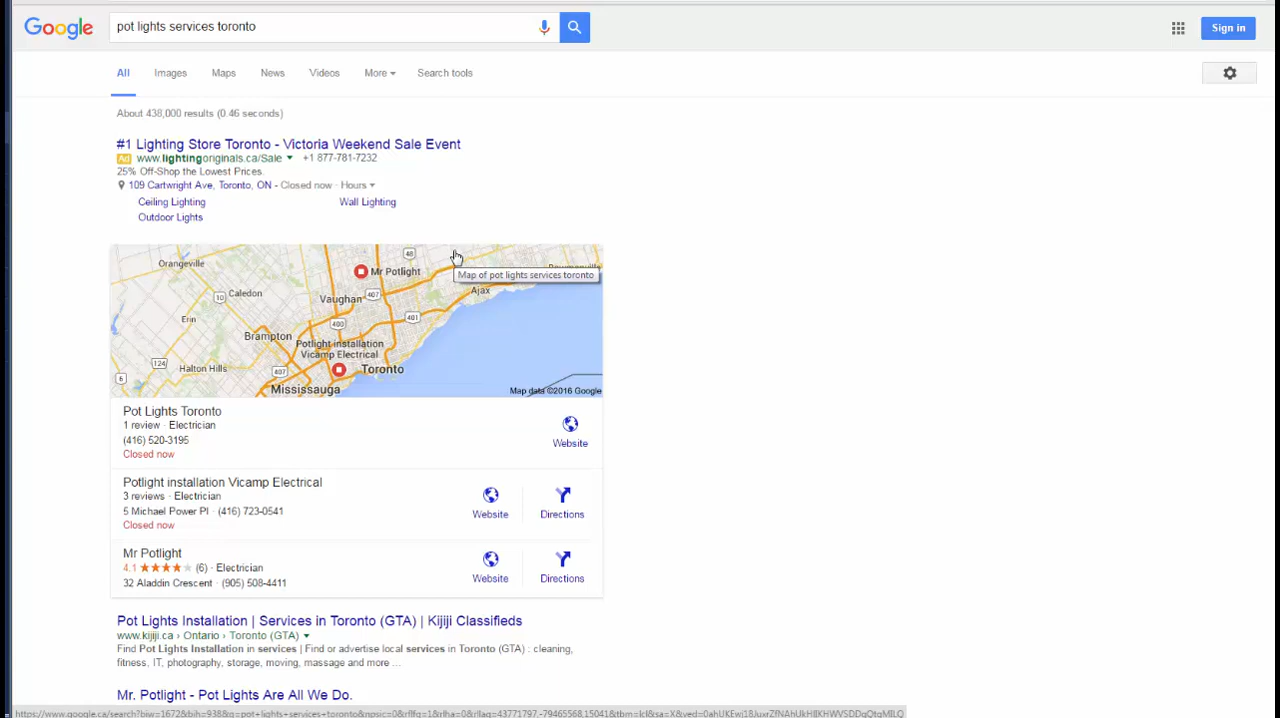 Google
pot lights services toronto
Sign in
All Images Maps News Videos More Search tools
About 438,000 results (0.46 seconds)
#1 Lighting Store Toronto - Victoria Weekend Sale Event
Ad www.lightingoriginals.ca/Sale +1 877-781-7232
25% Off-Shop the Lowest Prices.
109 Cartwright Ave, Toronto, ON - Closed now · Hours
Ceiling Lighting Wall Lighting
Outdoor Lights
48
Orangeville
Mr Potlight
Map of pot lights services toronto
Ajax
Caledon
10
Vaughan
407
Erin
400
401
Brampton
Potlight installation
Vicamp Electrical
124
Halton Hills
407
Toronto
6
Mississauga
Map data ©2016 Google
Pot Lights Toronto
1 review · Electrician
(416) 520-3195
Closed now
Website
Potlight installation Vicamp Electrical
3 reviews · Electrician
5 Michael Power Pl · (416) 723-0541
Closed now
Website Directions
Mr Potlight
4.1 (6) · Electrician
32 Aladdin Crescent · (905) 508-4411
Website Directions
Pot Lights Installation | Services in Toronto (GTA) | Kijiji Classifieds
www.kijiji.ca › Ontario › Toronto (GTA)
Find Pot Lights Installation in services | Find or advertise local services in Toronto (GTA) : cleaning,
fitness, IT, photography, storage, moving, massage and more ...
Mr. Potlight - Pot Lights Are All We Do.